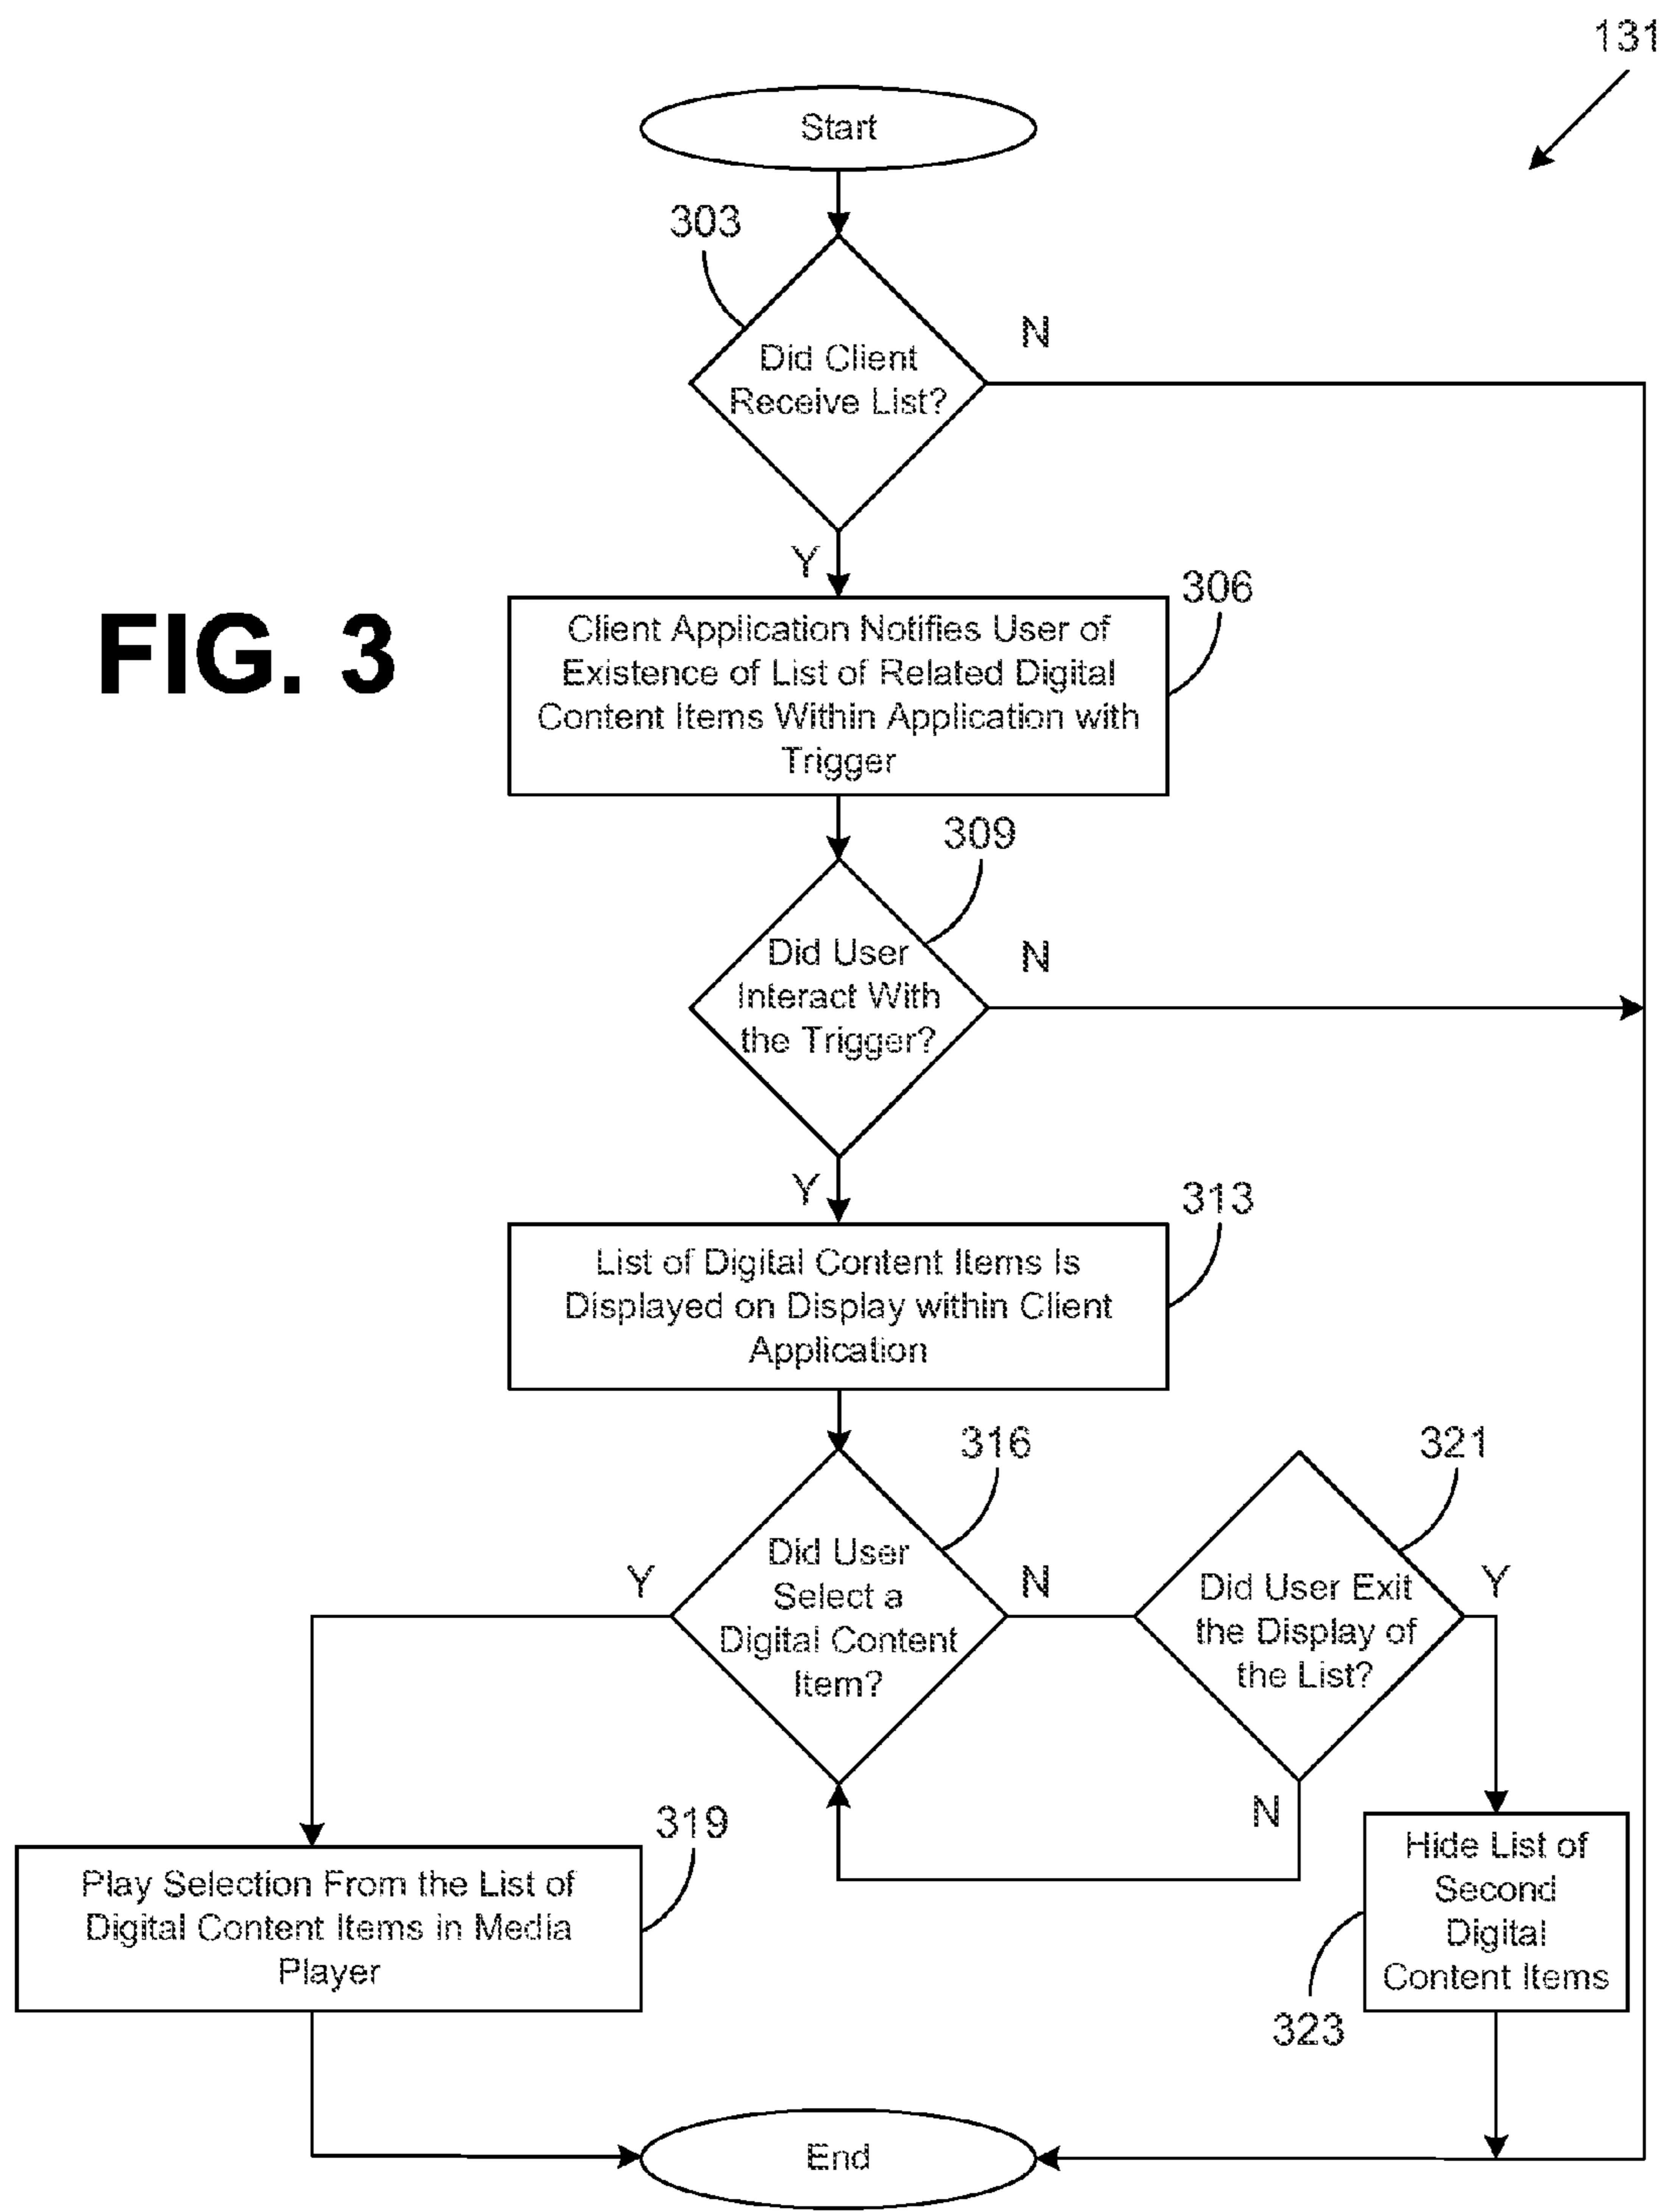 131
Start
303
Did Client
Receive List?
N
Y
306
Client Application Notifies User of
Existence of List of Related Digital
Content Items Within Application with
Trigger
FIG. 3
309
Did User
Interact With
the Trigger?
N
Y
313
List of Digital Content Items Is
Displayed on Display within Client
Application
316
Did User
Select a
Digital Content
Item?
Y
N
321
Did User Exit
the Display of
the List?
Y
N
319
Play Selection From the List of
Digital Content Items in Media
Player
Hide List of
Second
Digital
Content Items
323
End